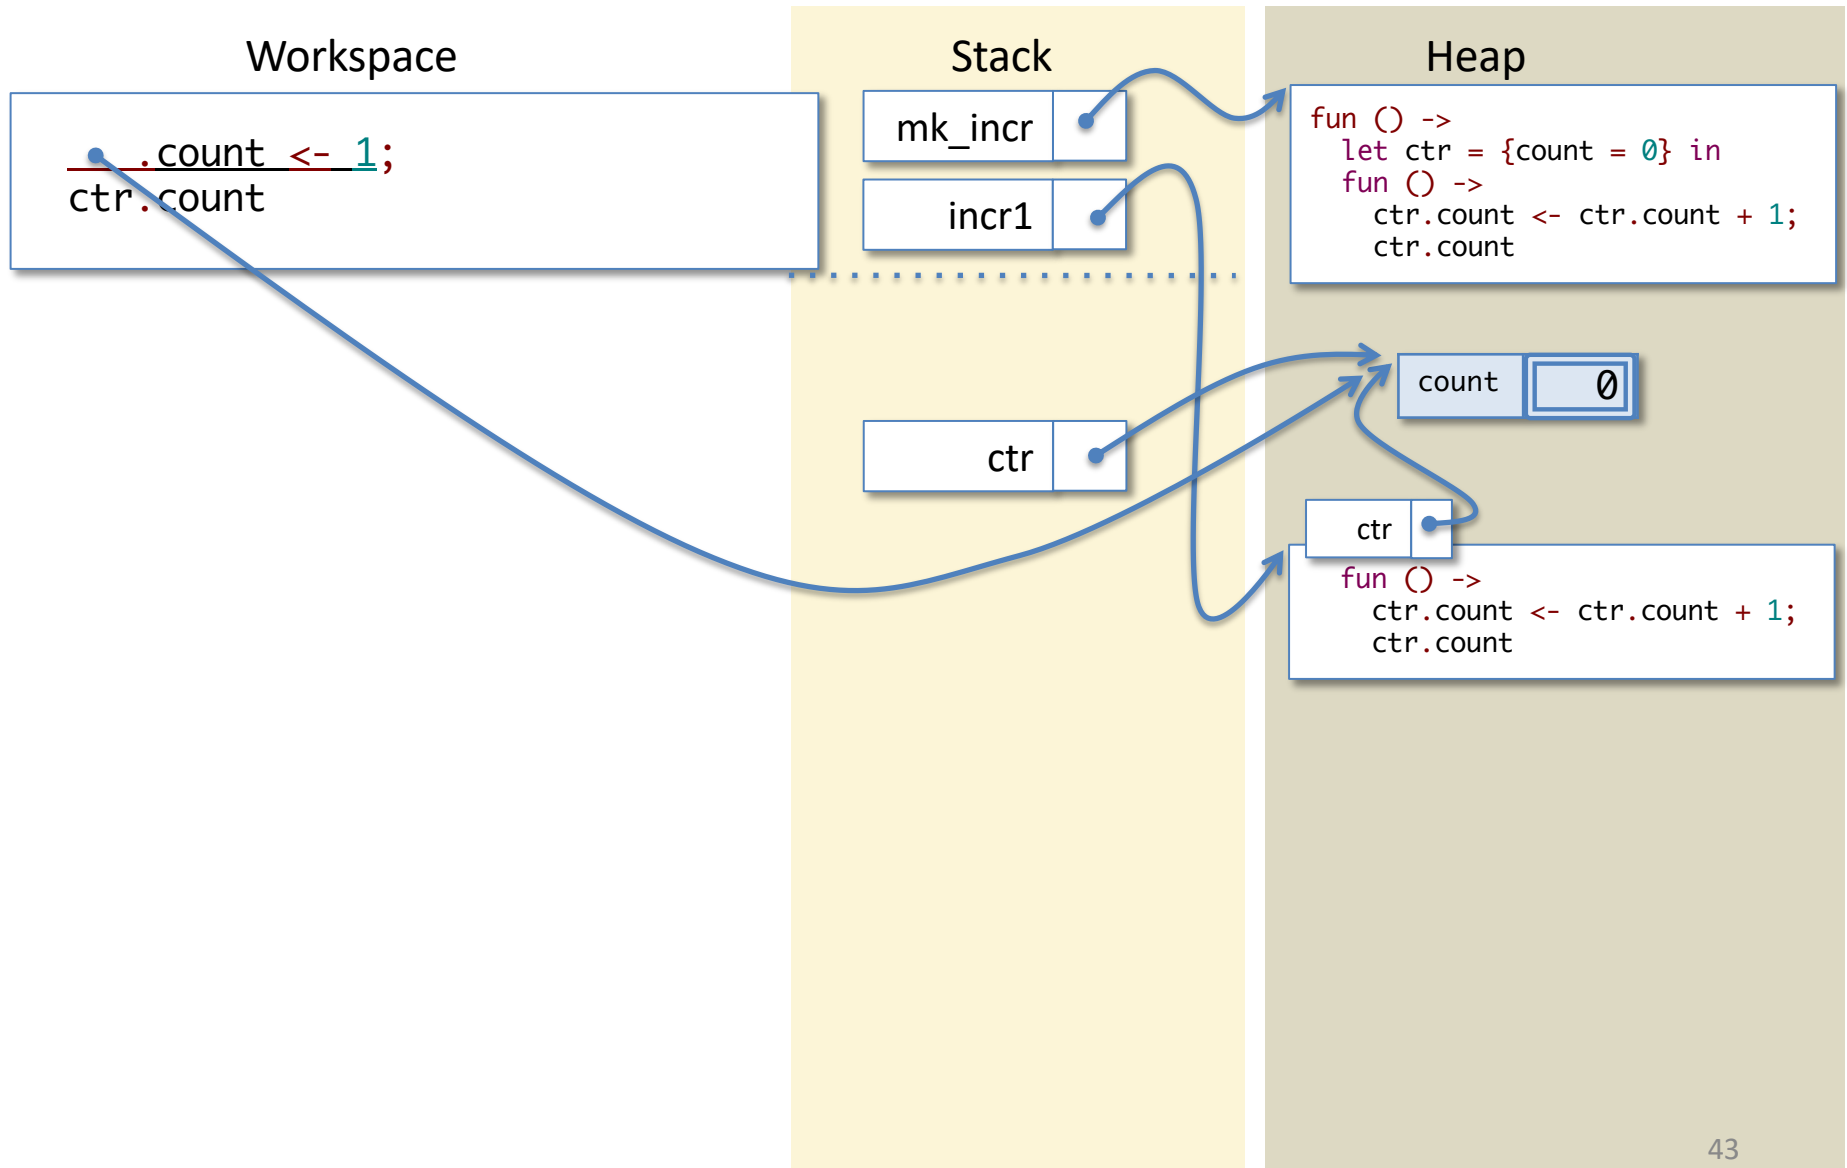 Workspace
.count <- 1;
ctr.count
Stack
mk_incr
incr1
ctr
Heap
fun () ->
let ctr = {count = 0} in
fun () ->
ctr.count <- ctr.count + 1;
ctr.count
count 0
ctr
fun () ->
ctr.count <- ctr.count + 1;
ctr.count
43